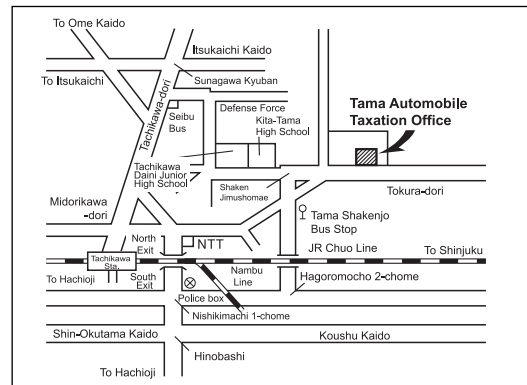 To Ome Kaido
Itsukaichi Kaido
To Itsukaichi
Sunagawa Kyuban
Tachikawa-dori
Seibu
Bus
Defense Force
Kita-Tama
High School
Tama Automobile
Taxation Office
Tachikawa
Daini Junior
High School
Shaken
Jimushomae
Tokura-dori
Midorikawa
-dori
Tama Shakenjo
Bus Stop
North
Exit
NTT
JR Chuo Line
To Shinjuku
Tachikawa
Sta.
To Hachioji
South
Exit
Nambu
Line
Hagoromocho 2-chome
Police box
Nishikimachi 1-chome
Shin-Okutama Kaido
Koushu Kaido
Hinobashi
To Hachioji